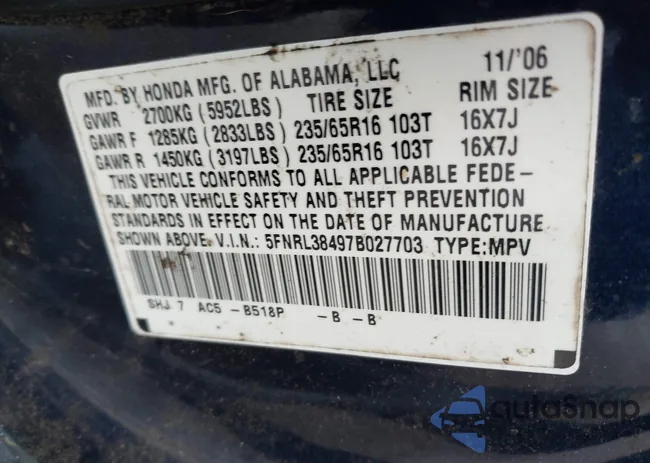 MFD. BY HONDA MFG. OF ALABAMA, LLC 11/'06
GVWR 2700KG (5952LBS) TIRE SIZE RIM SIZE
GAWR F 1285KG (2833LBS) 235/65R16 103T 16X7J
GAWR R 1450KG (3197LBS) 235/65R16 103T 16X7J
THIS VEHICLE CONFORMS TO ALL APPLICABLE FEDE-
RAL MOTOR VEHICLE SAFETY AND THEFT PREVENTION
STANDARDS IN EFFECT ON THE DATE OF MANUFACTURE
SHOWN ABOVE. V.I.N.: 5FNRL38497B027703 TYPE:MPV
SHJ 7 AC5 -B518P -B -B
autoSnap